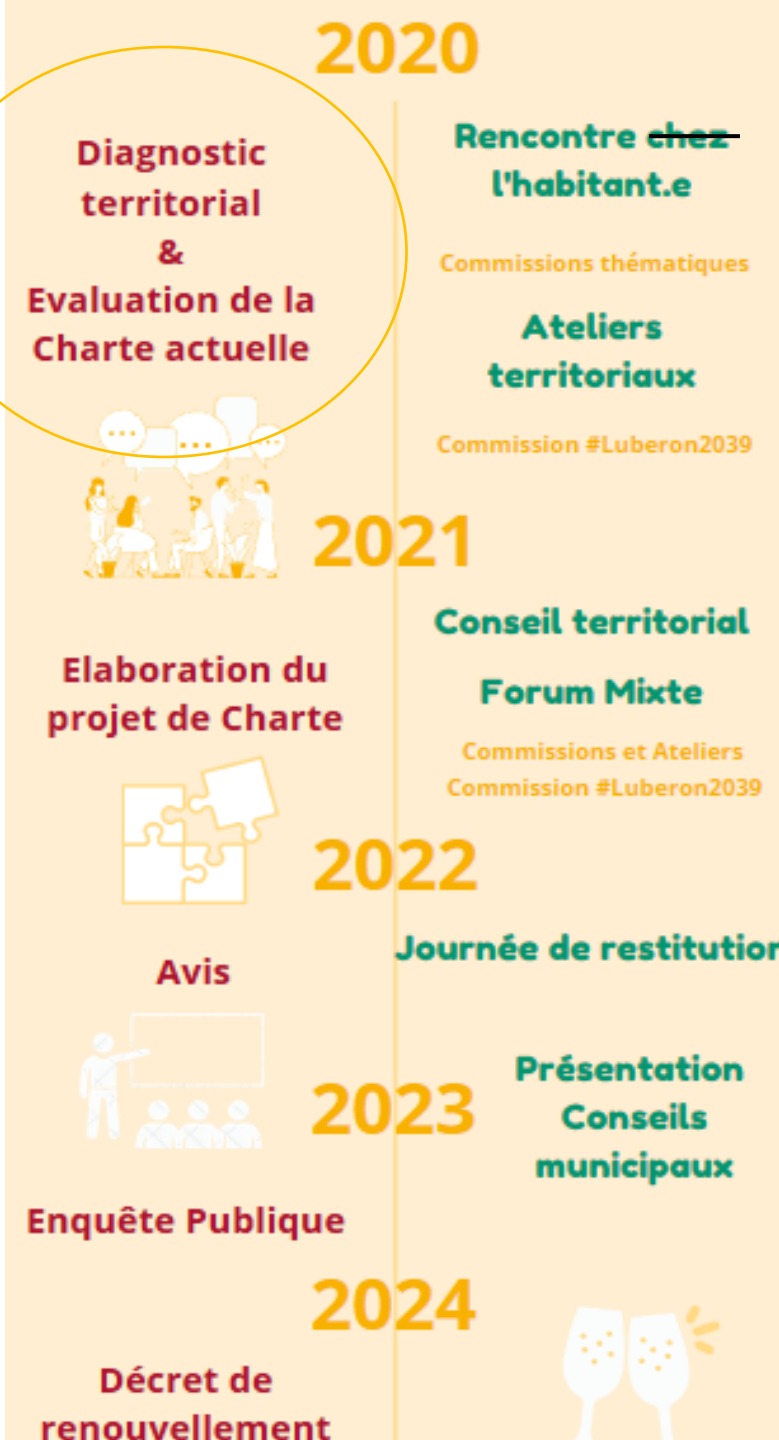 2020
Diagnostic
territorial
&
Evaluation de la
Charte actuelle
Rencontre chez
l'habitant.e
Commissions thématiques
Ateliers
territoriaux
Commission #Luberon2039
2021
Elaboration du
projet de Charte
Conseil territorial
Forum Mixte
Commissions et Ateliers
Commission #Luberon2039
2022
Avis
Journée de restitution
2023
Présentation
Conseils
municipaux
Enquête Publique
2024
Décret de
renouvellement